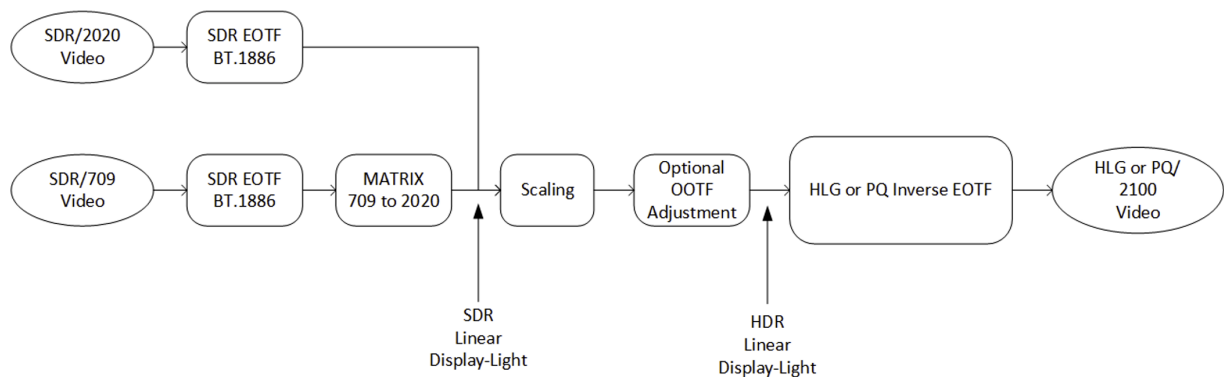 SDR/2020
Video
SDR EOTF
BT.1886
SDR/709
Video
SDR EOTF
BT.1886
MATRIX
709 to 2020
Scaling
Optional
OOTF
Adjustment
HLG or PQ Inverse EOTF
HLG or PQ/
2100
Video
SDR
Linear
Display-Light
HDR
Linear
Display-Light